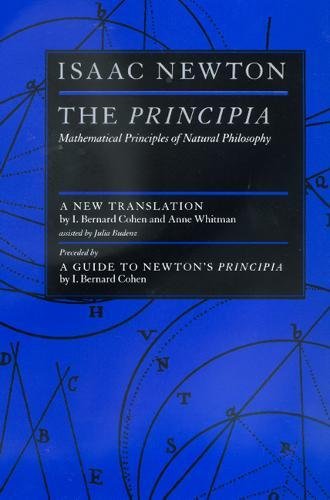 ISAAC NEWTON
THE PRINCIPIA
Mathematical Principles of Natural Philosophy
A NEW TRANSLATION
by I. Bernard Cohen and Anne Whitman
assisted by Julia Budenz
Preceded by
A GUIDE TO NEWTON'S PRINCIPIA
by I. Bernard Cohen